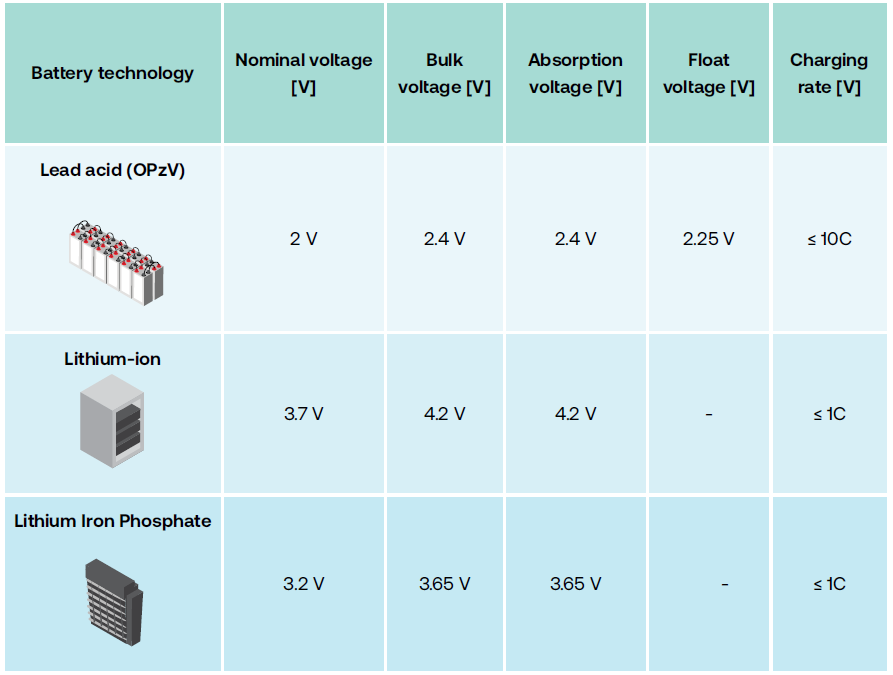 Battery technology
Nominal voltage
[V]
Bulk
voltage [V]
Absorption
voltage [V]
Float
voltage [V]
Charging
rate [V]
Lead acid (OPzV)
2 V
2.4 V
2.4 V
2.25 V
≤ 10C
Lithium-ion
3.7 V
4.2 V
4.2 V
-
≤ 1C
Lithium Iron Phosphate
3.2 V
3.65 V
3.65 V
-
≤ 1C